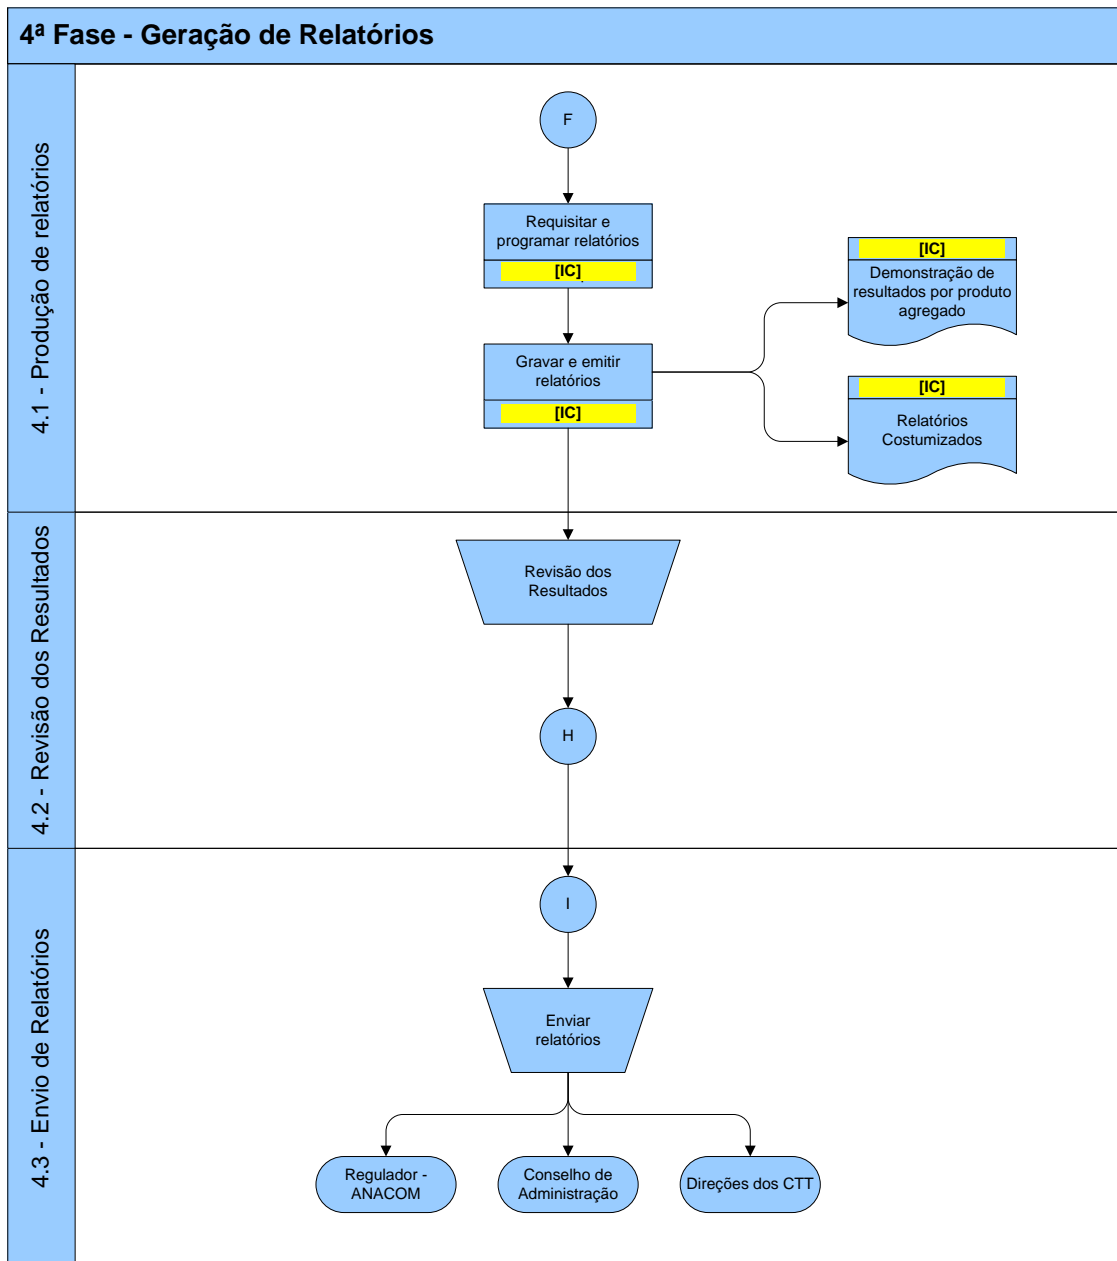 4ª Fase - Geração de Relatórios
4.1 - Produção de relatórios
F
Requisitar e
programar relatórios
[IC]
[IC]
Demonstração de
resultados por produto
agregado
Gravar e emitir
relatórios
[IC]
[IC]
Relatórios
Costumizados
4.2 - Revisão dos Resultados
Revisão dos
Resultados
H
4.3 - Envio de Relatórios
I
Enviar
relatórios
Regulador -
ANACOM
Conselho de
Administração
Direções dos CTT